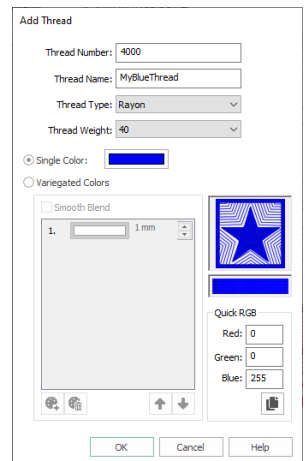 Add Thread
Thread Number: 4000
Thread Name: MyBlueThread
Thread Type: Rayon
Thread Weight: 40
Single Color:
Variegated Colors
Smooth Blend
1. 1 mm
Quick RGB
Red: 0
Green: 0
Blue: 255
OK Cancel Help